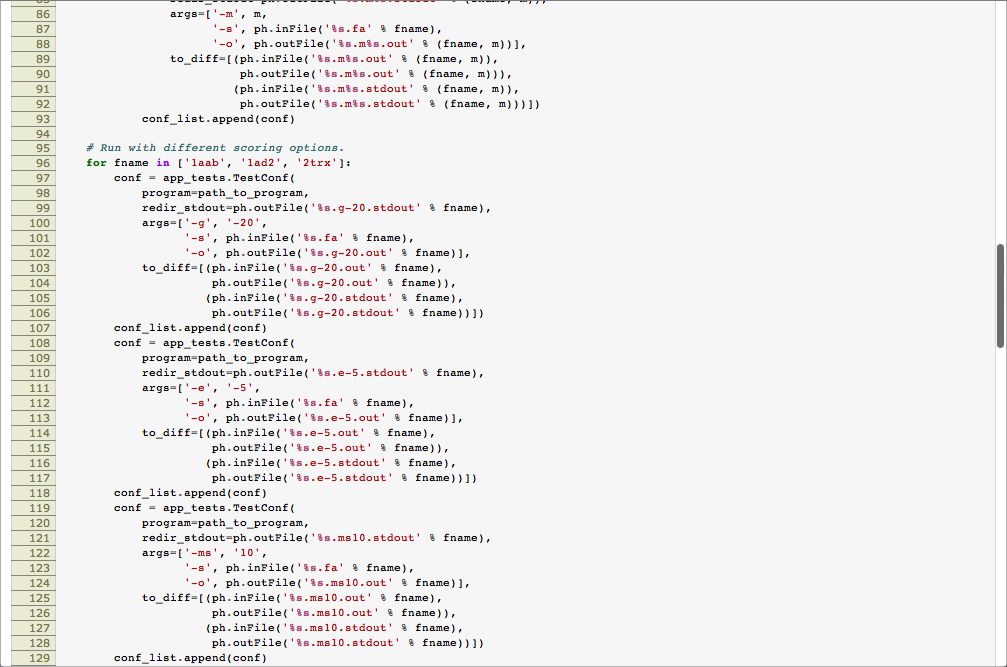 86 args=['-m', m,
87 '-s', ph.inFile('%s.fa' % fname),
88 '-o', ph.outFile('%s.m%s.out' % (fname, m))],
89 to_diff=[(ph.inFile('%s.m%s.out' % (fname, m)),
90 ph.outFile('%s.m%s.out' % (fname, m))),
91 (ph.inFile('%s.m%s.stdout' % (fname, m)),
92 ph.outFile('%s.m%s.stdout' % (fname, m)))])
93 conf_list.append(conf)
94
95 # Run with different scoring options.
96 for fname in ['1aab', '1ad2', '2trx']:
97 conf = app_tests.TestConf(
98 program=path_to_program,
99 redir_stdout=ph.outFile('%s.g-20.stdout' % fname),
100 args=['-g', '-20',
101 '-s', ph.inFile('%s.fa' % fname),
102 '-o', ph.outFile('%s.g-20.out' % fname)],
103 to_diff=[(ph.inFile('%s.g-20.out' % fname),
104 ph.outFile('%s.g-20.out' % fname)),
105 (ph.inFile('%s.g-20.stdout' % fname),
106 ph.outFile('%s.g-20.stdout' % fname))])
107 conf_list.append(conf)
108 conf = app_tests.TestConf(
109 program=path_to_program,
110 redir_stdout=ph.outFile('%s.e-5.stdout' % fname),
111 args=['-e', '-5',
112 '-s', ph.inFile('%s.fa' % fname),
113 '-o', ph.outFile('%s.e-5.out' % fname)],
114 to_diff=[(ph.inFile('%s.e-5.out' % fname),
115 ph.outFile('%s.e-5.out' % fname)),
116 (ph.inFile('%s.e-5.stdout' % fname),
117 ph.outFile('%s.e-5.stdout' % fname))])
118 conf_list.append(conf)
119 conf = app_tests.TestConf(
120 program=path_to_program,
121 redir_stdout=ph.outFile('%s.ms10.stdout' % fname),
122 args=['-ms', '10',
123 '-s', ph.inFile('%s.fa' % fname),
124 '-o', ph.outFile('%s.ms10.out' % fname)],
125 to_diff=[(ph.inFile('%s.ms10.out' % fname),
126 ph.outFile('%s.ms10.out' % fname)),
127 (ph.inFile('%s.ms10.stdout' % fname),
128 ph.outFile('%s.ms10.stdout' % fname))])
129 conf_list.append(conf)